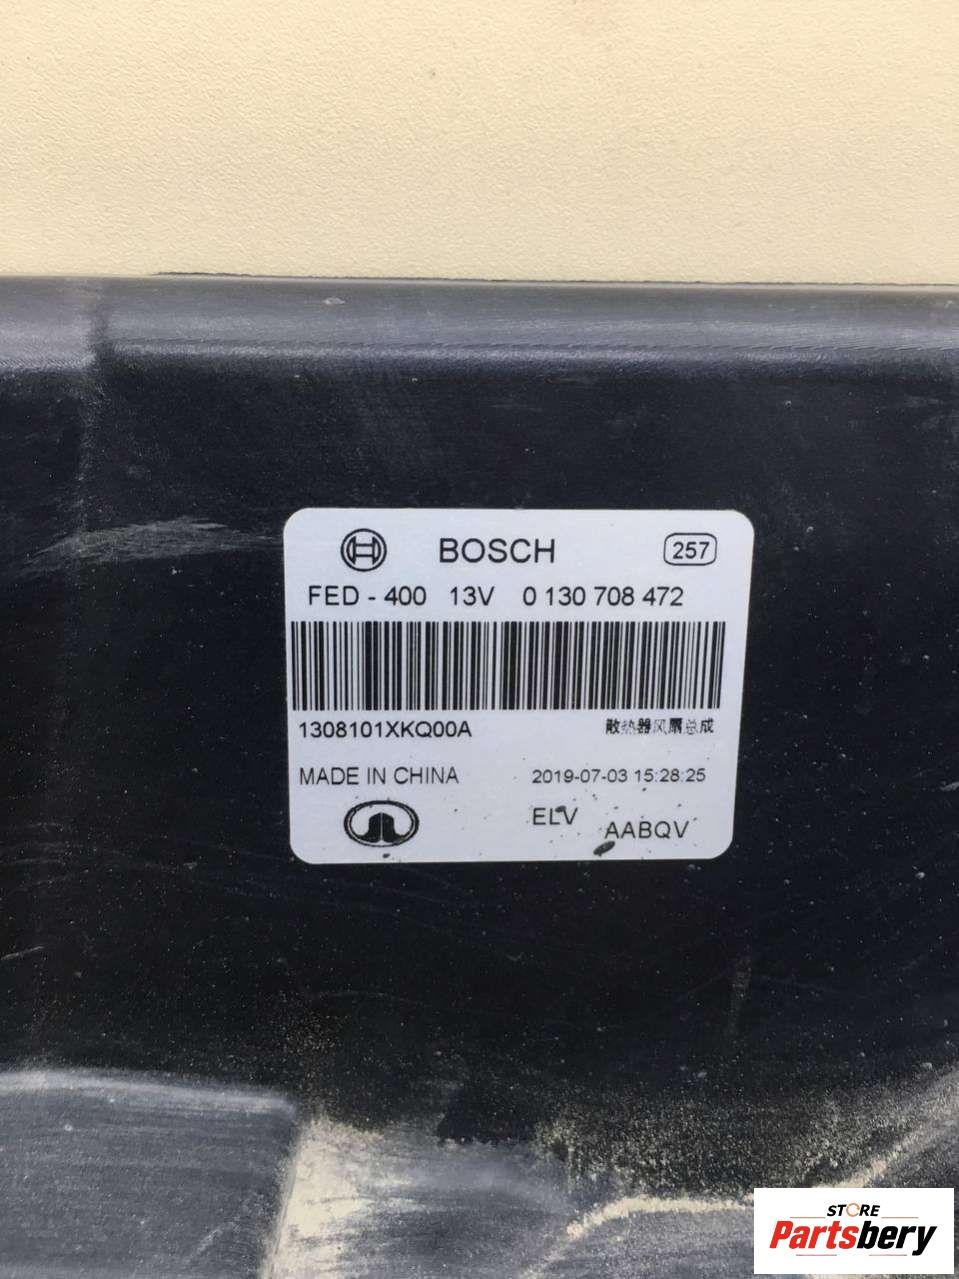 BOSCH 257
FED - 400 13V 0 130 708 472
1308101XKQ00A 散热器风扇总成
MADE IN CHINA 2019-07-03 15:28:25
ELV AABQV
STORE
Partsbery